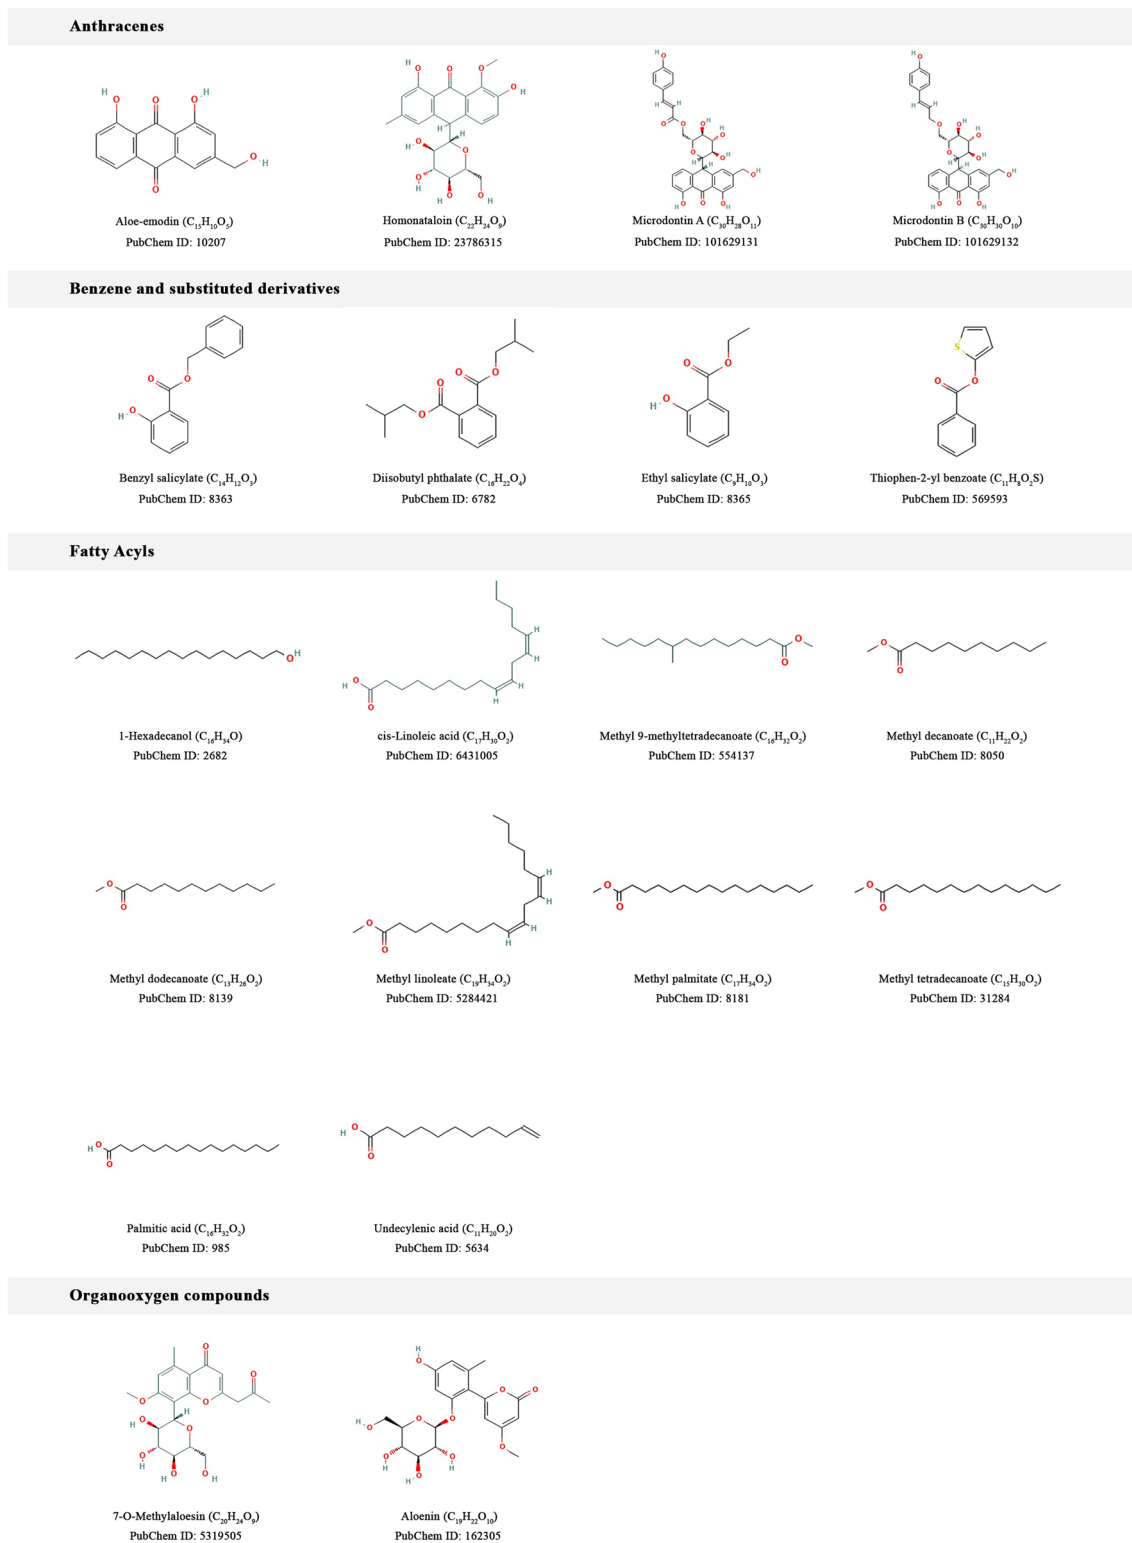 Anthracenes
Aloe-emodin (C₁₅H₁₀O₅)
PubChem ID: 10207
Homonataloin (C₂₂H₂₄O₉)
PubChem ID: 23786315
Microdontin A (C₃₀H₂₈O₁₁)
PubChem ID: 101629131
Microdontin B (C₃₀H₃₀O₁₀)
PubChem ID: 101629132
Benzene and substituted derivatives
Benzyl salicylate (C₁₄H₁₂O₃)
PubChem ID: 8363
Diisobutyl phthalate (C₁₆H₂₂O₄)
PubChem ID: 6782
Ethyl salicylate (C₉H₁₀O₃)
PubChem ID: 8365
Thiophen-2-yl benzoate (C₁₁H₈O₂S)
PubChem ID: 569593
Fatty Acyls
1-Hexadecanol (C₁₆H₃₄O)
PubChem ID: 2682
cis-Linoleic acid (C₁₇H₃₀O₂)
PubChem ID: 6431005
Methyl 9-methyltetradecanoate (C₁₆H₃₂O₂)
PubChem ID: 554137
Methyl decanoate (C₁₁H₂₂O₂)
PubChem ID: 8050
Methyl dodecanoate (C₁₃H₂₆O₂)
PubChem ID: 8139
Methyl linoleate (C₁₉H₃₄O₂)
PubChem ID: 5284421
Methyl palmitate (C₁₇H₃₄O₂)
PubChem ID: 8181
Methyl tetradecanoate (C₁₅H₃₀O₂)
PubChem ID: 31284
Palmitic acid (C₁₆H₃₂O₂)
PubChem ID: 985
Undecylenic acid (C₁₁H₂₀O₂)
PubChem ID: 5634
Organooxygen compounds
7-O-Methylaloesin (C₂₀H₂₄O₉)
PubChem ID: 5319505
Aloenin (C₁₉H₂₂O₁₀)
PubChem ID: 162305